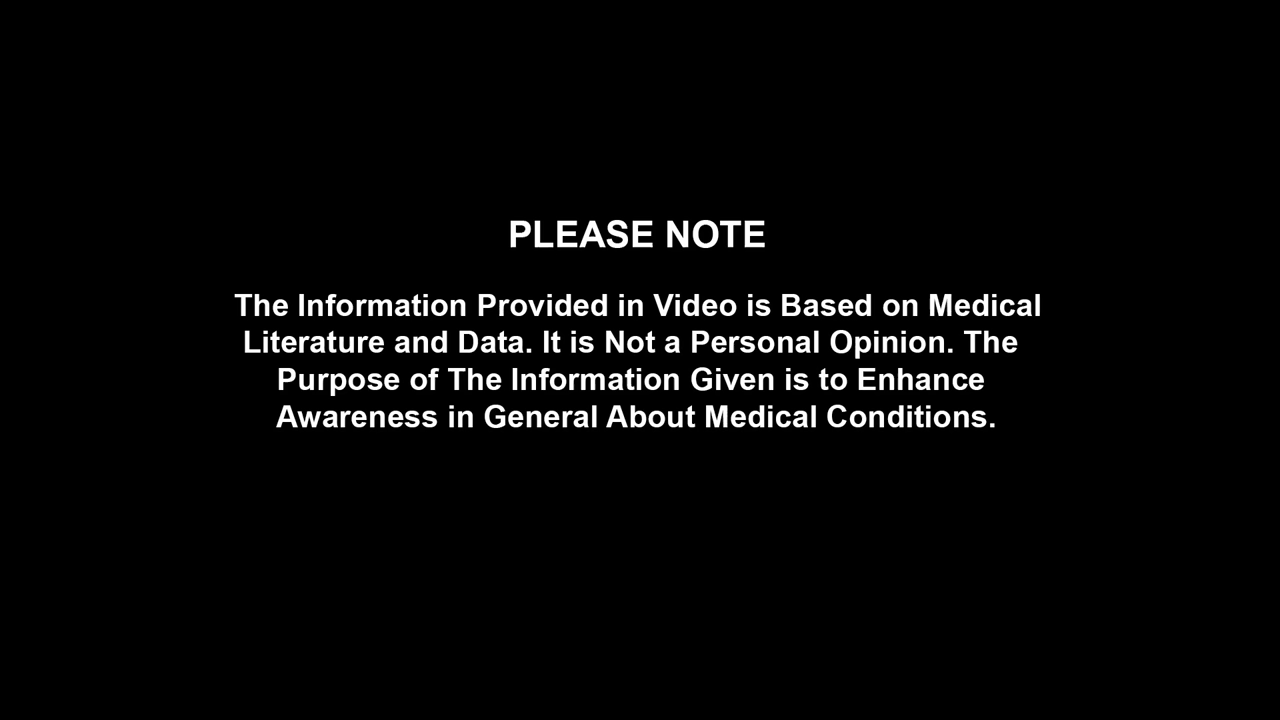 PLEASE NOTE
The Information Provided in Video is Based on Medical
Literature and Data. It is Not a Personal Opinion. The
Purpose of The Information Given is to Enhance
Awareness in General About Medical Conditions.